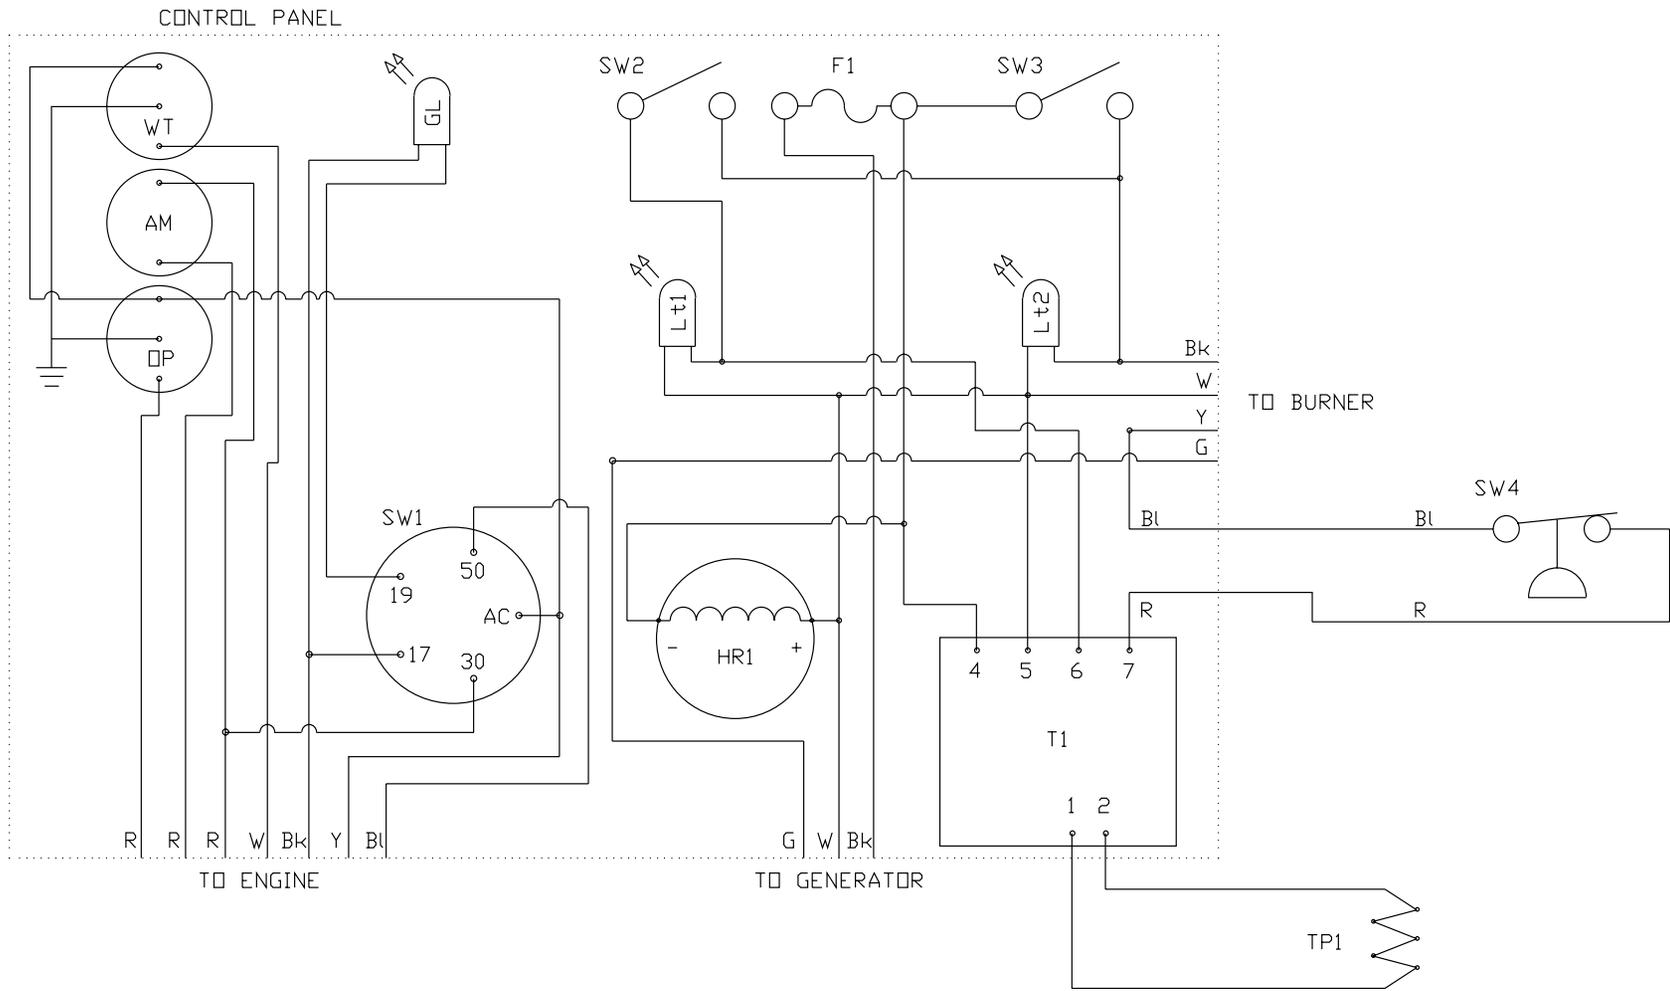 CONTROL PANEL
SW2
F1
SW3
WT
GL
AM
Lt1
Lt2
OP
Bk
W
TO BURNER
Y
G
SW4
SW1
Bl
Bl
50
19
R
R
AC
17
30
- HR1 +
4 5 6 7
T1
1 2
R R R W Bk Y Bl
G W Bk
TO ENGINE
TO GENERATOR
TP1